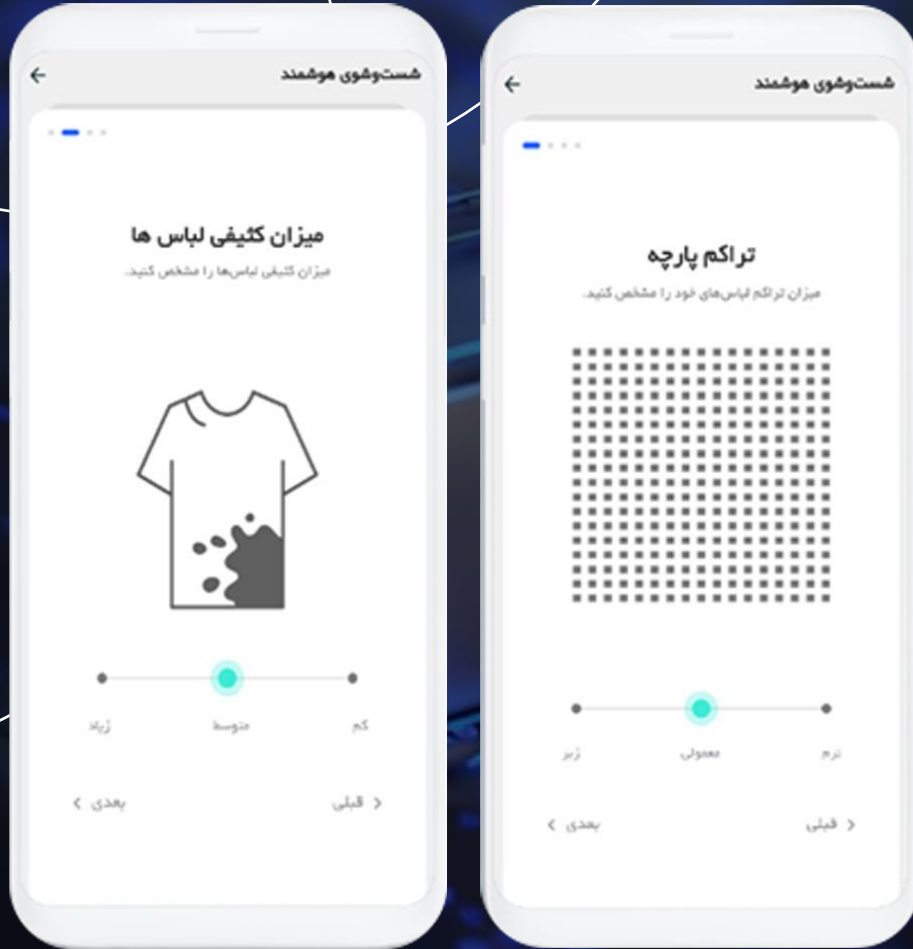 شست‌وشوی هوشمند
تراکم پارچه
میزان تراکم لباس‌های خود را مشخص کنید.
زبر
معمولی
نرم
قبلی
بعدی
شست‌وشوی هوشمند
میزان کثیفی لباس ها
میزان کثیفی لباس‌ها را مشخص کنید.
زیاد
متوسط
کم
قبلی
بعدی